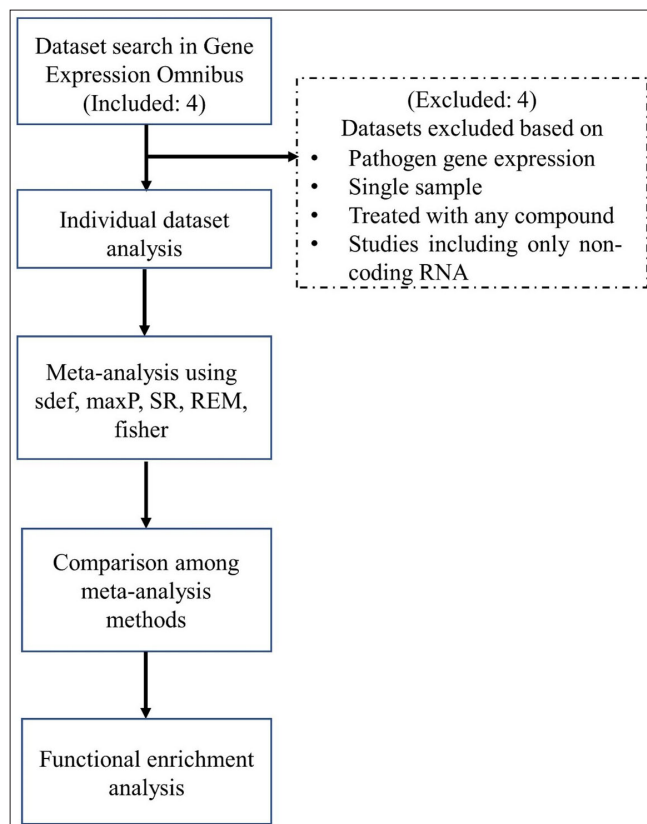 Dataset search in Gene
Expression Omnibus
(Included: 4)
(Excluded: 4)
Datasets excluded based on
• Pathogen gene expression
• Single sample
• Treated with any compound
• Studies including only non-
coding RNA
Individual dataset
analysis
Meta-analysis using
sdef, maxP, SR, REM,
fisher
Comparison among
meta-analysis
methods
Functional enrichment
analysis